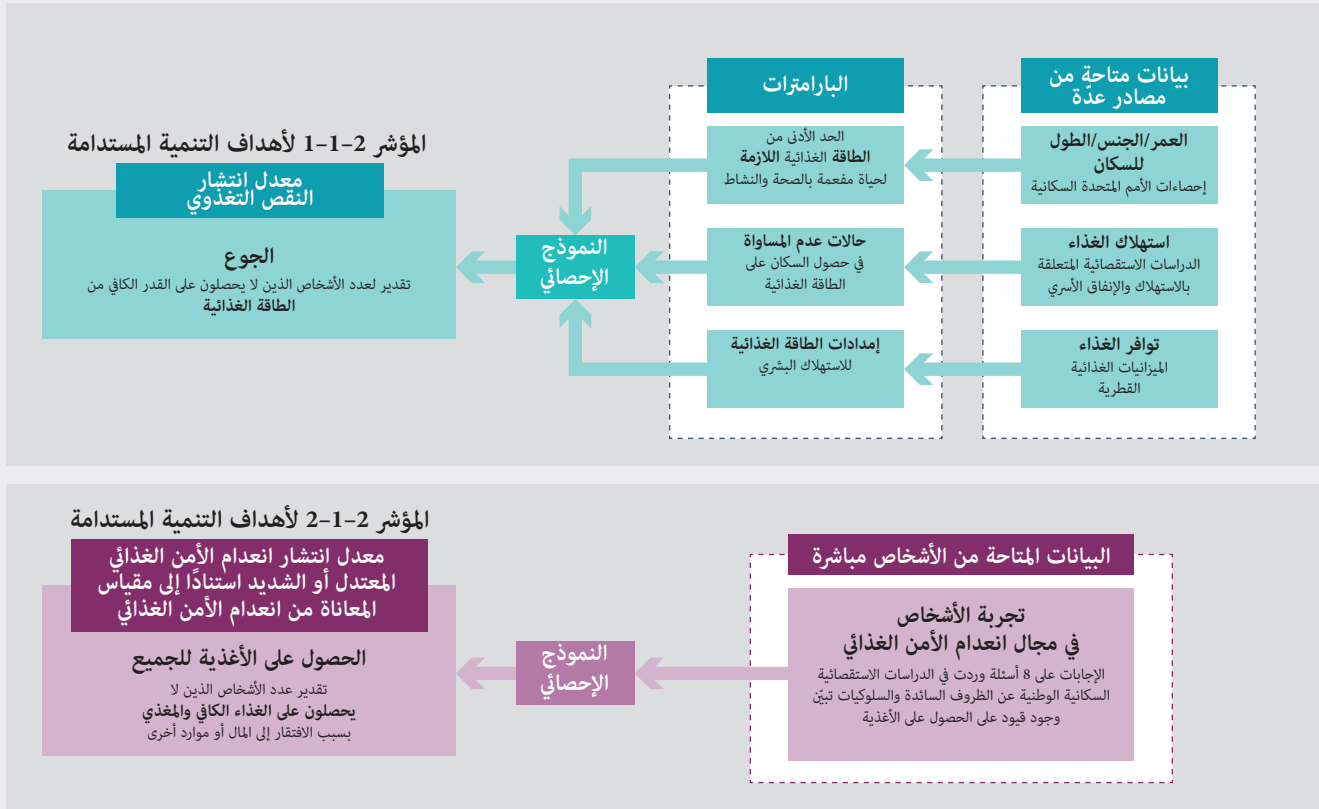 بيانات متاحة من
مصادر عدّة
العمر/الجنس/الطول
للسكان
إحصاءات الأمم المتحدة السكانية
استهلاك الغذاء
الدراسات الاستقصائية المتعلقة
بالاستهلاك والإنفاق الأسري
توافر الغذاء
الميزانيات الغذائية
القطرية
البارامترات
الحد الأدنى من
الطاقة الغذائية اللازمة
لحياة مفعمة بالصحة والنشاط
حالات عدم المساواة
في حصول السكان على
الطاقة الغذائية
إمدادات الطاقة الغذائية
للاستهلاك البشري
النموذج
الإحصائي
المؤشر 2-1-1 لأهداف التنمية المستدامة
معدل انتشار
النقص التغذوي
الجوع
تقدير لعدد الأشخاص الذين لا يحصلون على القدر الكافي من
الطاقة الغذائية
البيانات المتاحة من الأشخاص مباشرة
تجربة الأشخاص
في مجال انعدام الأمن الغذائي
الإجابات على 8 أسئلة وردت في الدراسات الاستقصائية
السكانية الوطنية عن الظروف السائدة والسلوكيات تبيّن
وجود قيود على الحصول على الأغذية
النموذج
الإحصائي
المؤشر 2-1-2 لأهداف التنمية المستدامة
معدل انتشار انعدام الأمن الغذائي
المعتدل أو الشديد استنادًا إلى مقياس
المعاناة من انعدام الأمن الغذائي
الحصول على الأغذية للجميع
تقدير عدد الأشخاص الذين لا
يحصلون على الغذاء الكافي والمغذي
بسبب الافتقار إلى المال أو موارد أخرى